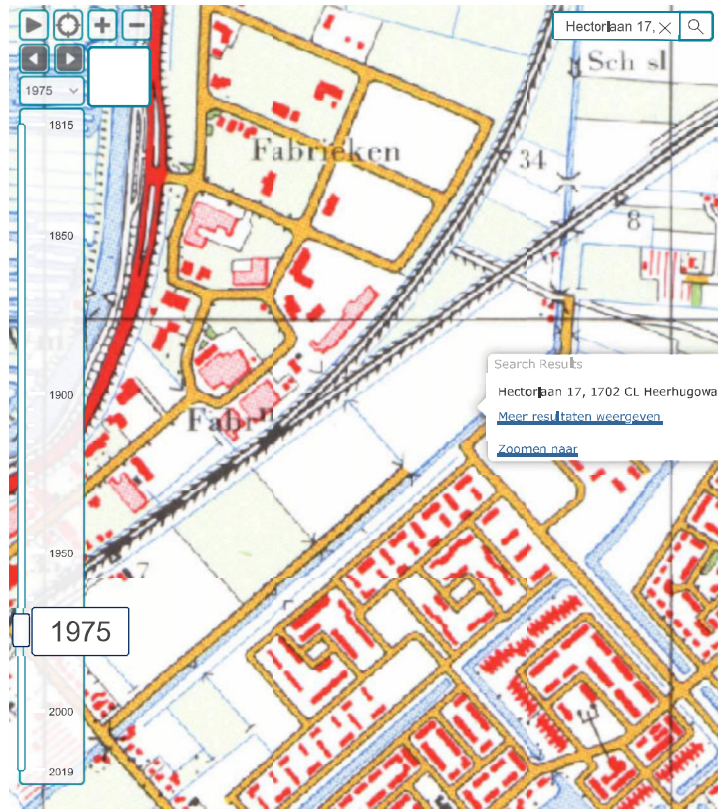 Hectorlaan 17,
1975
1815
1850
1900
1950
1975
2000
2019
Sch sl
Fabrieken
34
8
Search Results
Hectorlaan 17, 1702 CL Heerhugowa
Meer resultaten weergeven
Zoomen naar
Fabr
7